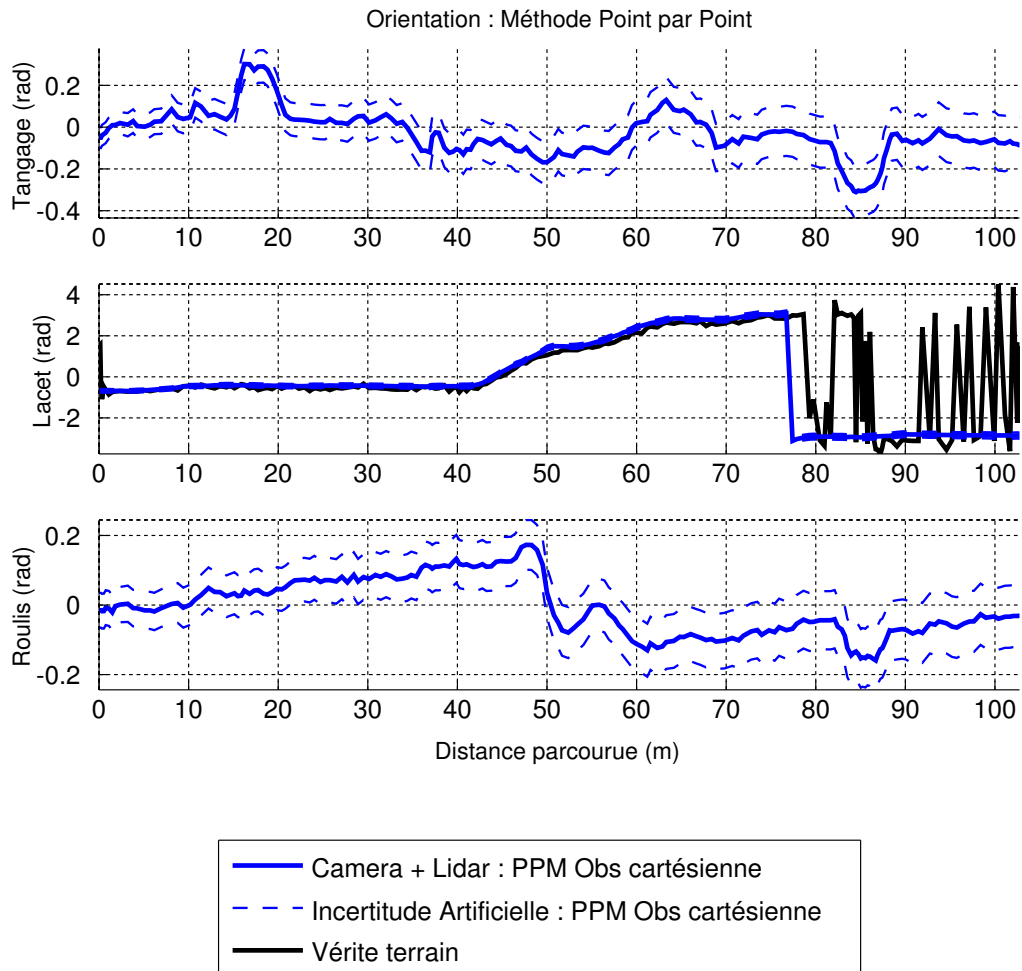 Orientation : Méthode Point par Point
Tangage (rad)
0.2
0
-0.2
-0.4
0 10 20 30 40 50 60 70 80 90 100
Lacet (rad)
4
2
0
-2
0 10 20 30 40 50 60 70 80 90 100
Roulis (rad)
0.2
0
-0.2
0 10 20 30 40 50 60 70 80 90 100
Distance parcourue (m)
Camera + Lidar : PPM Obs cartésienne
Incertitude Artificielle : PPM Obs cartésienne
Vérite terrain